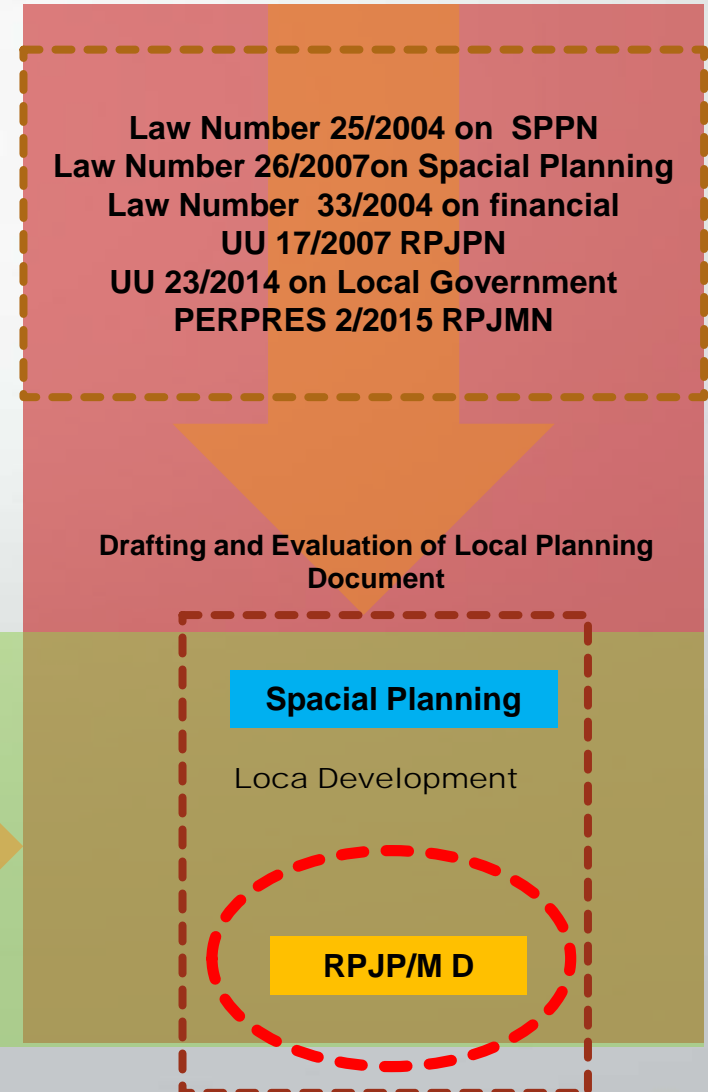 Law Number 25/2004 on SPPN
Law Number 26/2007on Spacial Planning
Law Number 33/2004 on financial
UU 17/2007 RPJPN
UU 23/2014 on Local Government
PERPRES 2/2015 RPJMN
Drafting and Evaluation of Local Planning
Document
Spacial Planning
Loca Development
RPJP/M D